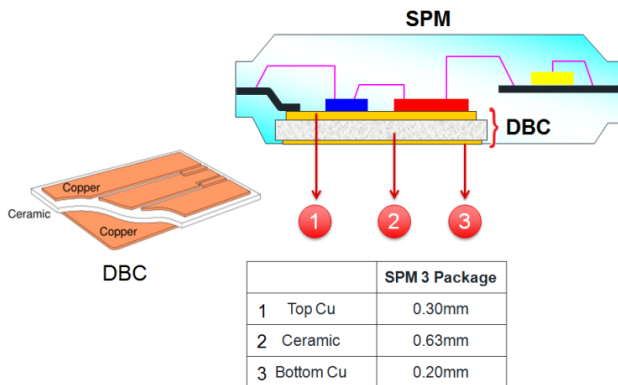 SPM
DBC
Copper
Ceramic
Copper
DBC
1 2 3
SPM 3 Package
1 Top Cu 0.30mm
2 Ceramic 0.63mm
3 Bottom Cu 0.20mm